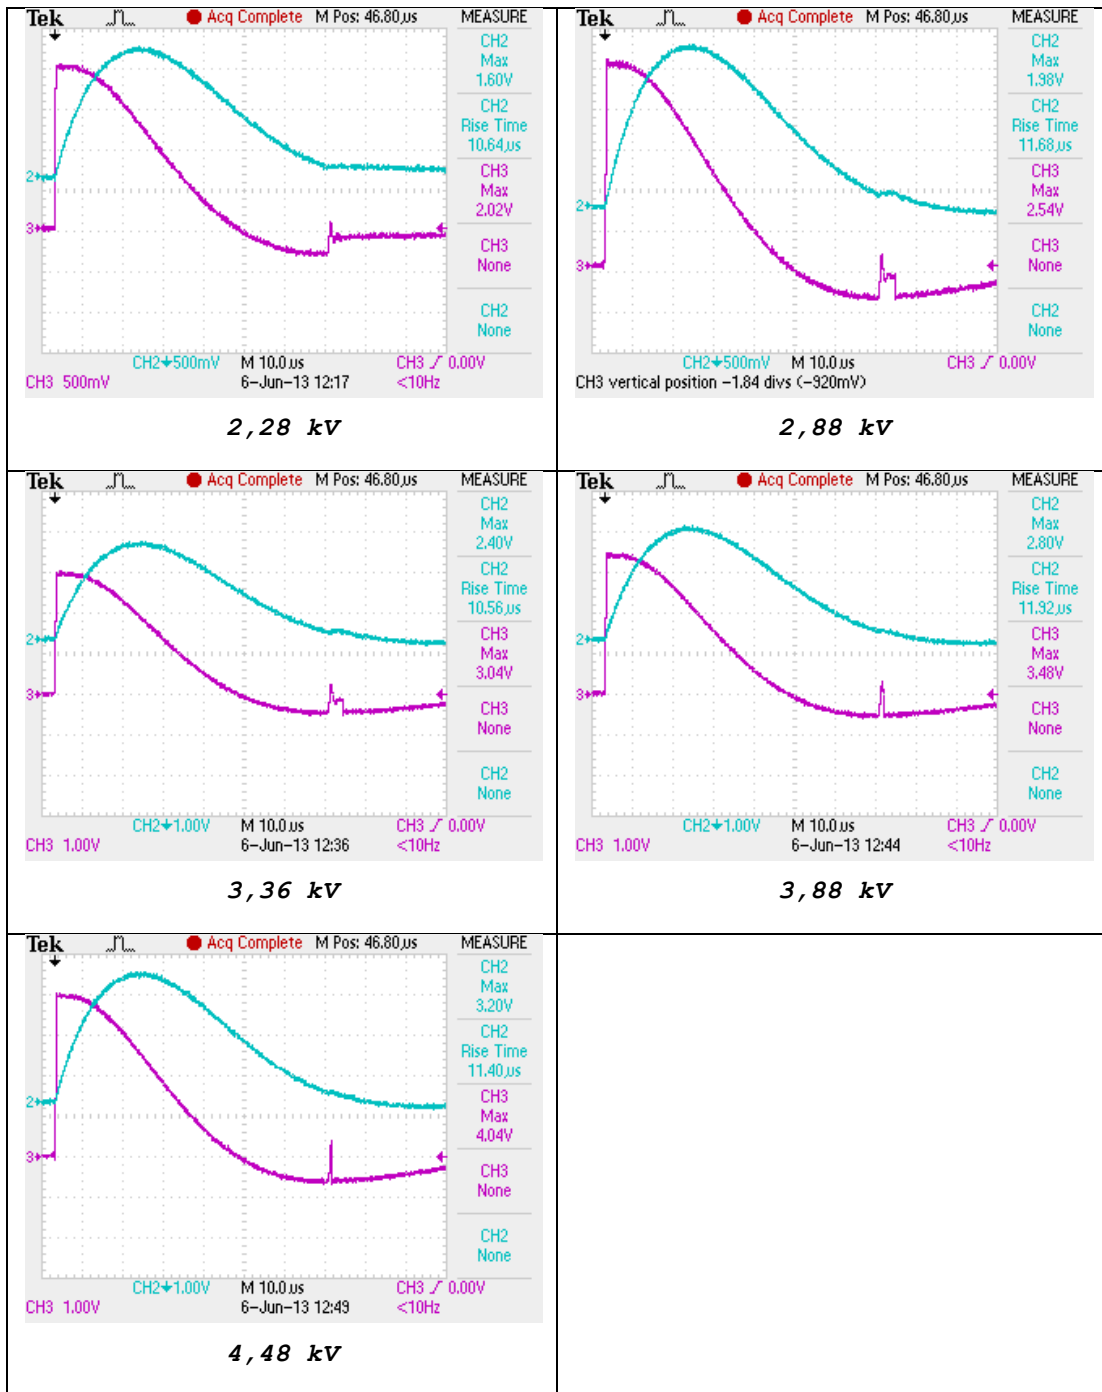 Tek Acq Complete M Pos: 46.80µs MEASURE
CH2
Max
1.60V
CH2
Rise Time
10.64µs
CH3
Max
2.02V
CH3
None
CH2
None
2
3
CH2 500mV M 10.0µs CH3 0.00V
CH3 500mV 6-Jun-13 12:17 <10Hz
2,28 kV
Tek Acq Complete M Pos: 46.80µs MEASURE
CH2
Max
1.98V
CH2
Rise Time
11.68µs
CH3
Max
2.54V
CH3
None
CH2
None
2
3
CH2 500mV M 10.0µs CH3 0.00V
CH3 vertical position -1.84 divs (-920mV)
2,88 kV
Tek Acq Complete M Pos: 46.80µs MEASURE
CH2
Max
2.40V
CH2
Rise Time
10.56µs
CH3
Max
3.04V
CH3
None
CH2
None
2
3
CH2 1.00V M 10.0µs CH3 0.00V
CH3 1.00V 6-Jun-13 12:36 <10Hz
3,36 kV
Tek Acq Complete M Pos: 46.80µs MEASURE
CH2
Max
2.80V
CH2
Rise Time
11.92µs
CH3
Max
3.48V
CH3
None
CH2
None
2
3
CH2 1.00V M 10.0µs CH3 0.00V
CH3 1.00V 6-Jun-13 12:44 <10Hz
3,88 kV
Tek Acq Complete M Pos: 46.80µs MEASURE
CH2
Max
3.20V
CH2
Rise Time
11.40µs
CH3
Max
4.04V
CH3
None
CH2
None
2
3
CH2 1.00V M 10.0µs CH3 0.00V
CH3 1.00V 6-Jun-13 12:49 <10Hz
4,48 kV